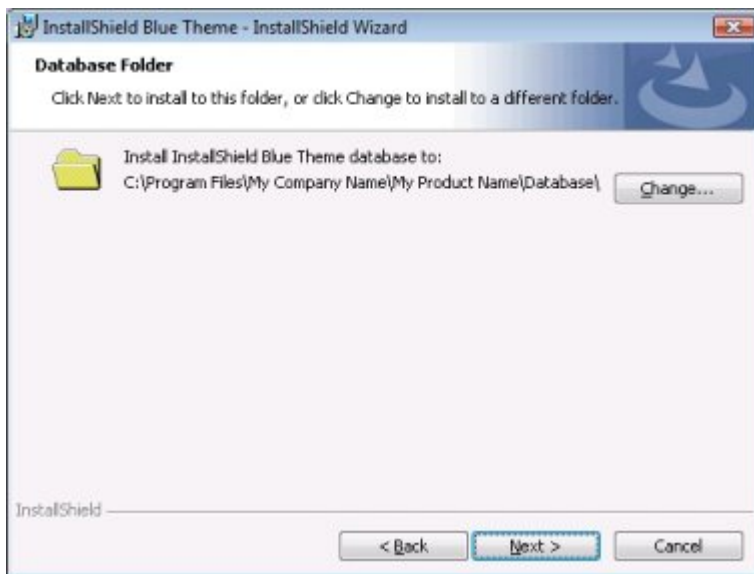 InstallShield Blue Theme - InstallShield Wizard
Database Folder
Click Next to install to this folder, or click Change to install to a different folder.
Install InstallShield Blue Theme database to:
C:\Program Files\My Company Name\My Product Name\Database\
Change...
InstallShield
< Back
Next >
Cancel